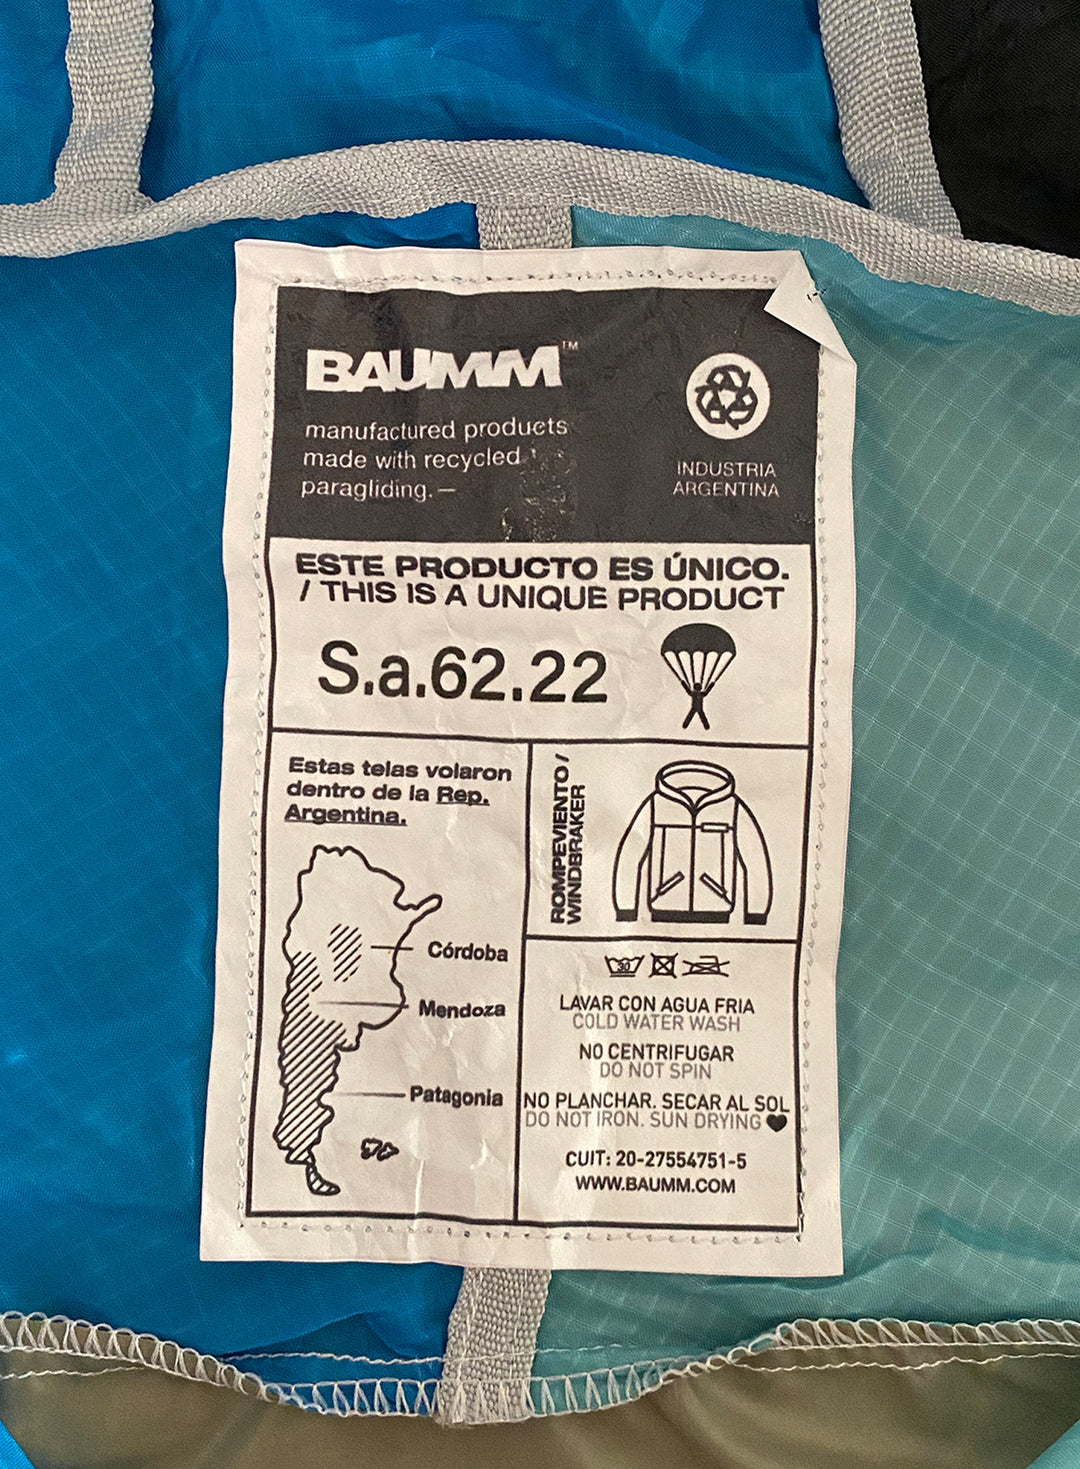 BAUMM™
manufactured products
made with recycled
paragliding.—
INDUSTRIA
ARGENTINA
ESTE PRODUCTO ES ÚNICO.
/ THIS IS A UNIQUE PRODUCT
S.a.62.22
Estas telas volaron
dentro de la Rep.
Argentina.
Córdoba
Mendoza
Patagonia
ROMPEVIENTO /
WINDBRAKER
30
LAVAR CON AGUA FRIA
COLD WATER WASH
NO CENTRIFUGAR
DO NOT SPIN
NO PLANCHAR. SECAR AL SOL
DO NOT IRON. SUN DRYING
CUIT: 20-27554751-5
WWW.BAUMM.COM